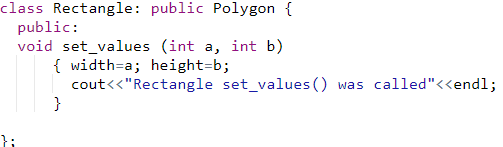 class Rectangle: public Polygon {
public:
void set_values (int a, int b)
{ width=a; height=b;
cout<<"Rectangle set_values() was called"<<endl;
}
};